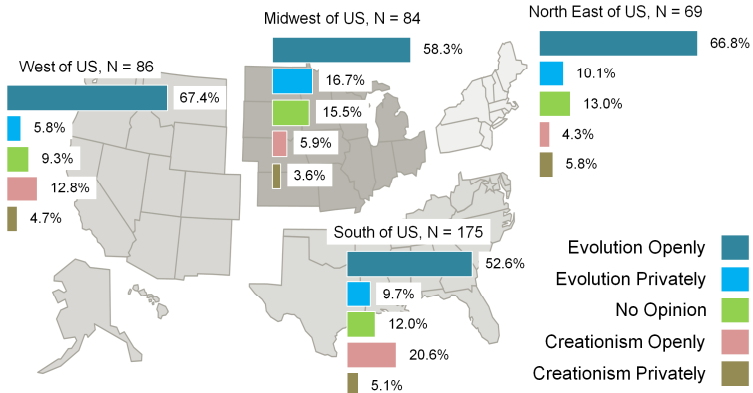 Midwest of US, N = 84
58.3%
16.7%
15.5%
5.9%
3.6%
North East of US, N = 69
66.8%
10.1%
13.0%
4.3%
5.8%
West of US, N = 86
67.4%
5.8%
9.3%
12.8%
4.7%
South of US, N = 175
52.6%
9.7%
12.0%
20.6%
5.1%
Evolution Openly
Evolution Privately
No Opinion
Creationism Openly
Creationism Privately